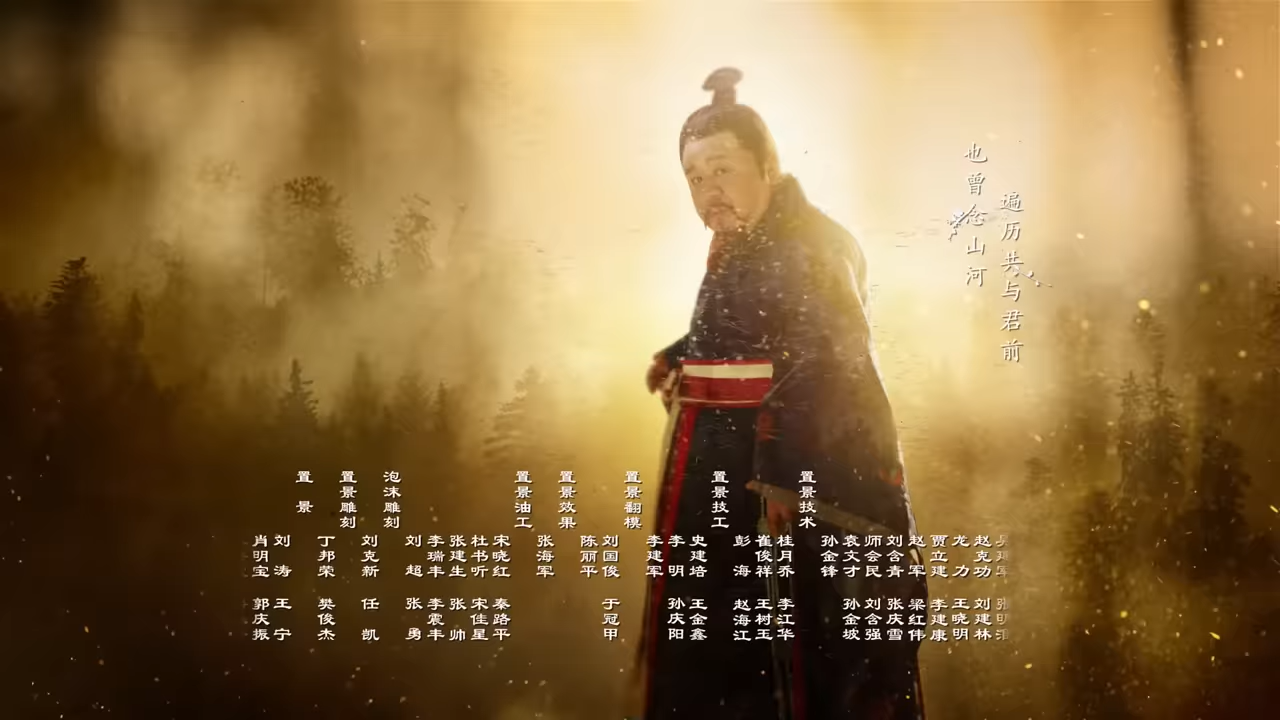 也曾念山河
遍历共与君前
肖明宝
郭庆振
刘涛
王宁
置景
丁邦荣
樊俊杰
置景雕刻
刘克新
任凯
泡沫雕刻
刘超
张勇
李瑞丰
李震丰
张建生
张帅
杜书听
宋佳星
宋晓红
秦路平
置景油工
张海军
置景效果
陈丽平
刘国俊
于冠甲
置景翻模
李建军
李明
孙庆阳
史建培
王金鑫
置景技工
彭海
赵海江
崔俊祥
王树王
桂月乔
李江华
置景技术
孙金锋
袁文才
孙金坡
师会民
刘含强
刘含青
张庆雪
赵军
梁红伟
贾立建
李建康
龙力
王晓明
赵克功
刘建林